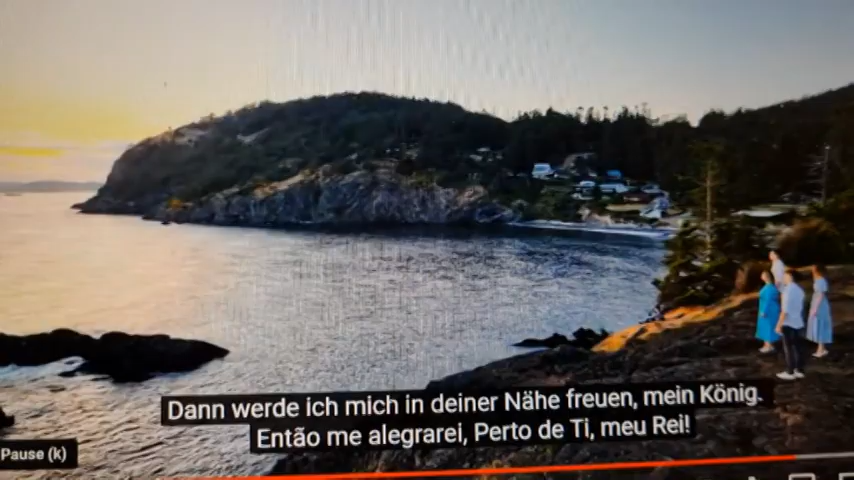 Dann werde ich mich in deiner Nähe freuen, mein König.
Então me alegrarei, Perto de Ti, meu Rei!
Pause (k)